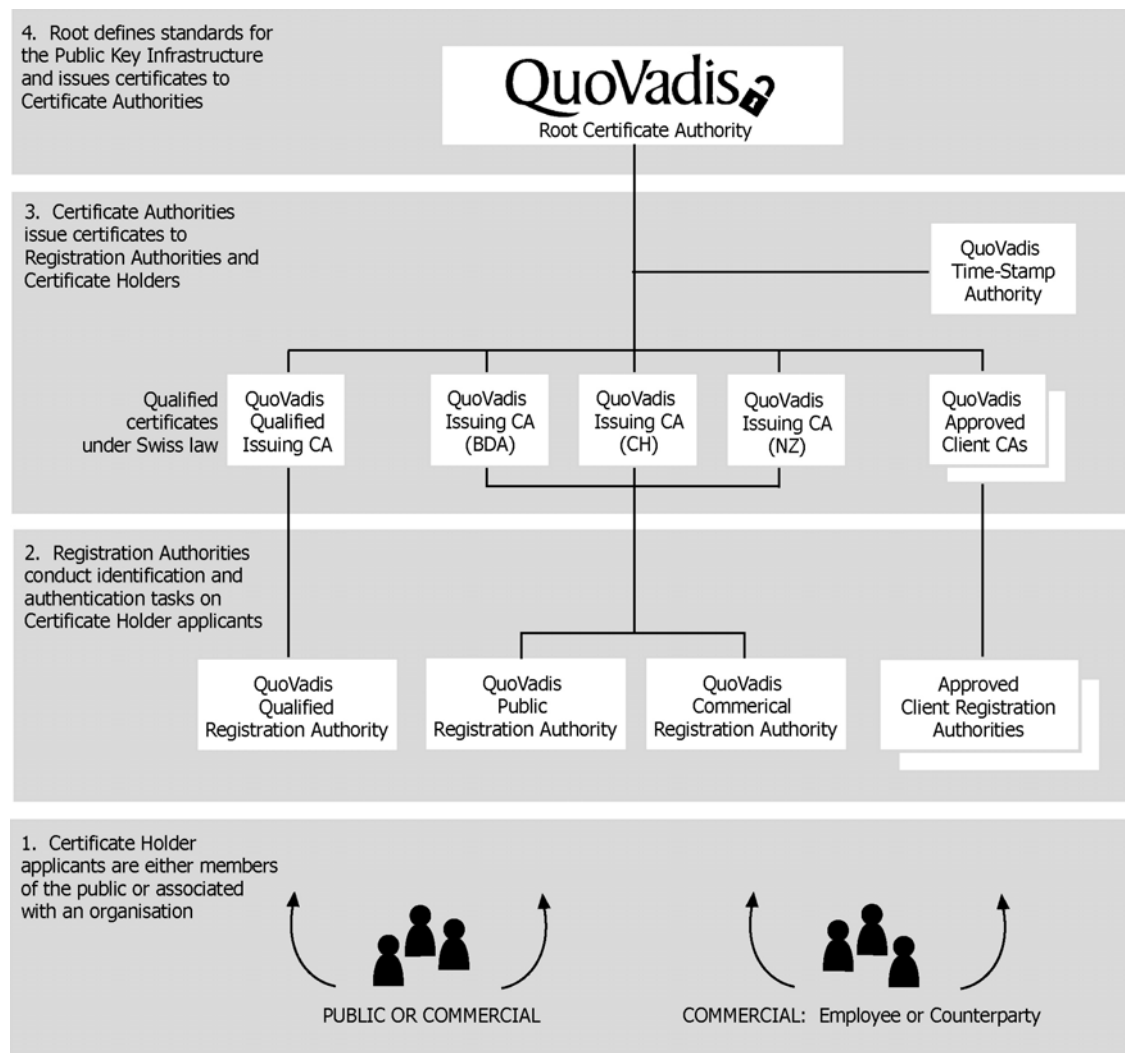 4. Root defines standards for
the Public Key Infrastructure
and issues certificates to
Certificate Authorities
QuoVadis
Root Certificate Authority
3. Certificate Authorities
issue certificates to
Registration Authorities and
Certificate Holders
QuoVadis
Time-Stamp
Authority
Qualified
certificates
under Swiss law
QuoVadis
Qualified
Issuing CA
QuoVadis
Issuing CA
(BDA)
QuoVadis
Issuing CA
(CH)
QuoVadis
Issuing CA
(NZ)
QuoVadis
Approved
Client CAs
2. Registration Authorities
conduct identification and
authentication tasks on
Certificate Holder applicants
QuoVadis
Qualified
Registration Authority
QuoVadis
Public
Registration Authority
QuoVadis
Commerical
Registration Authority
Approved
Client Registration
Authorities
1. Certificate Holder
applicants are either members
of the public or associated
with an organisation
PUBLIC OR COMMERCIAL
COMMERCIAL: Employee or Counterparty